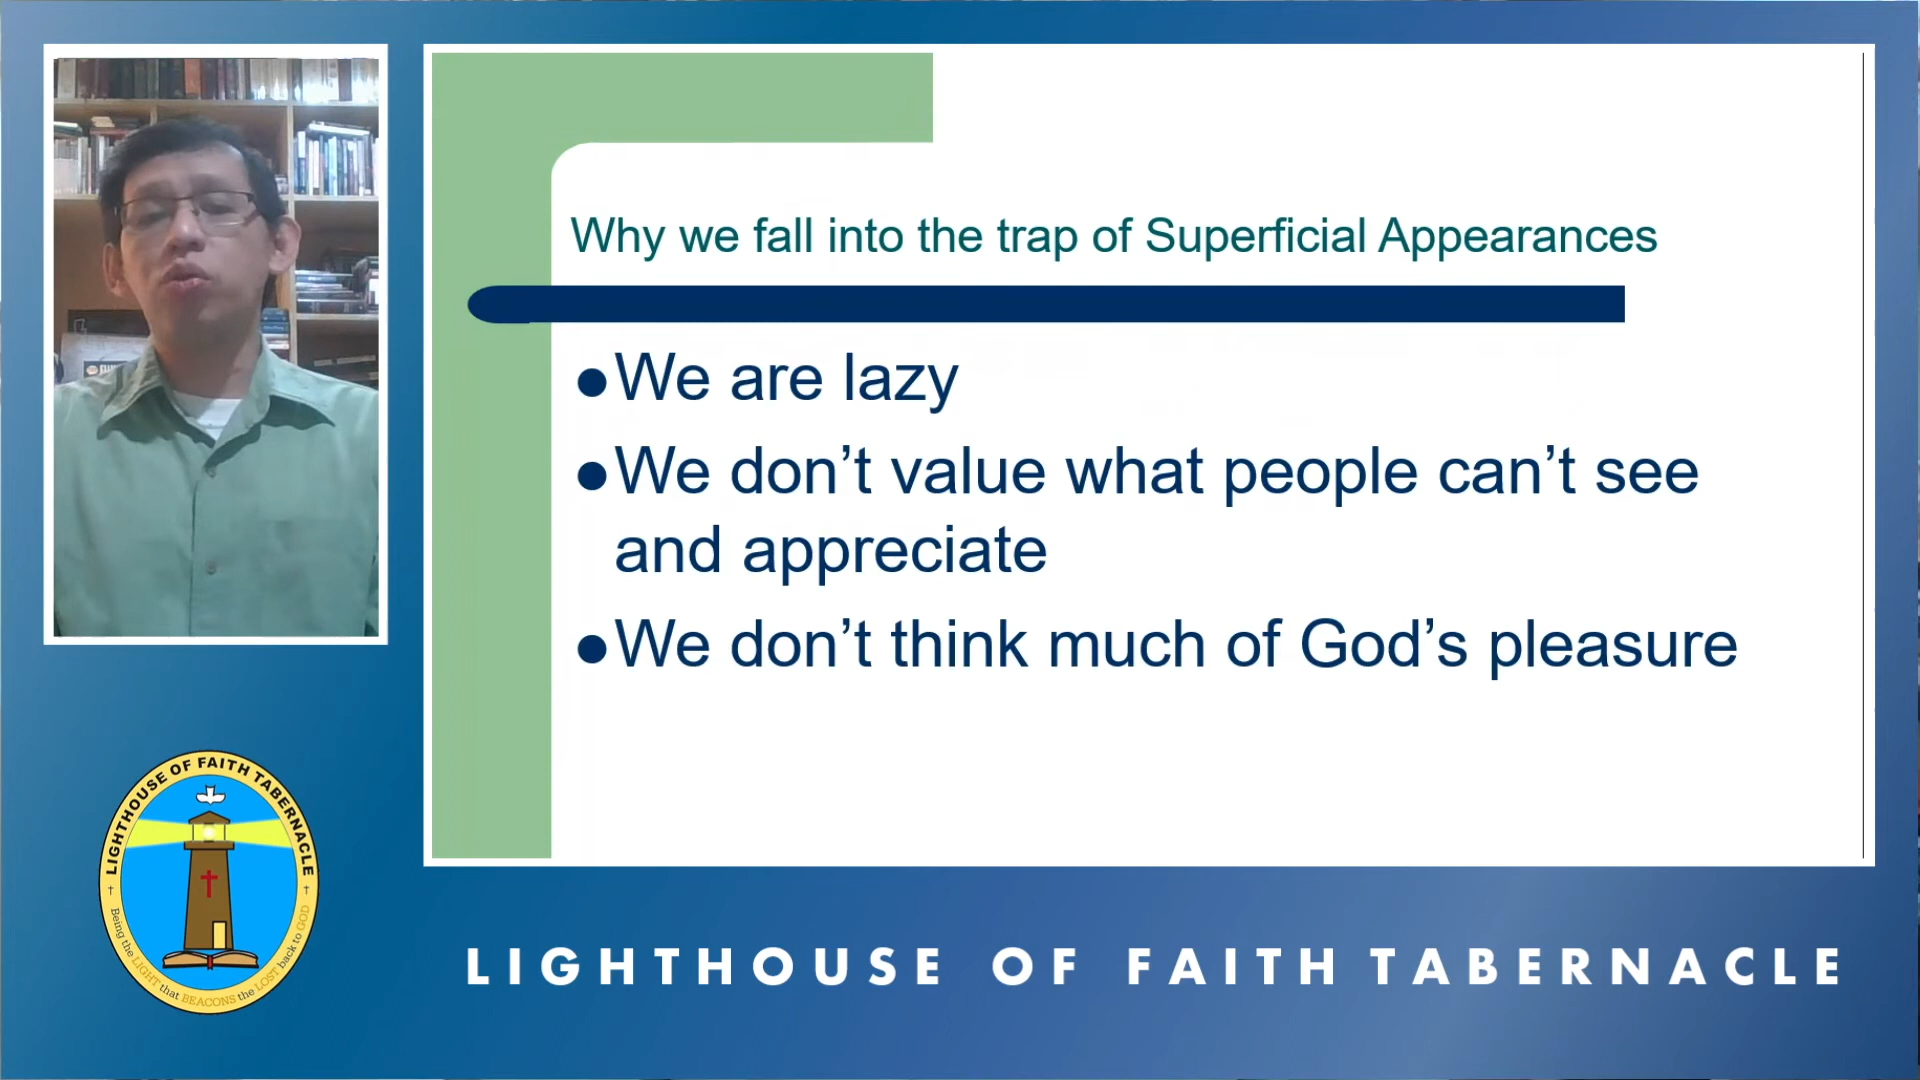 Why we fall into the trap of Superficial Appearances
●We are lazy
●We don’t value what people can’t see
and appreciate
●We don’t think much of God’s pleasure
LIGHTHOUSE OF FAITH TABERNACLE
Being the LIGHT that BEACONS the LOST back to GOD
LIGHTHOUSE OF FAITH TABERNACLE